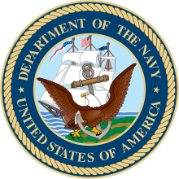 DEPARTMENT OF THE NAVY
UNITED STATES OF AMERICA